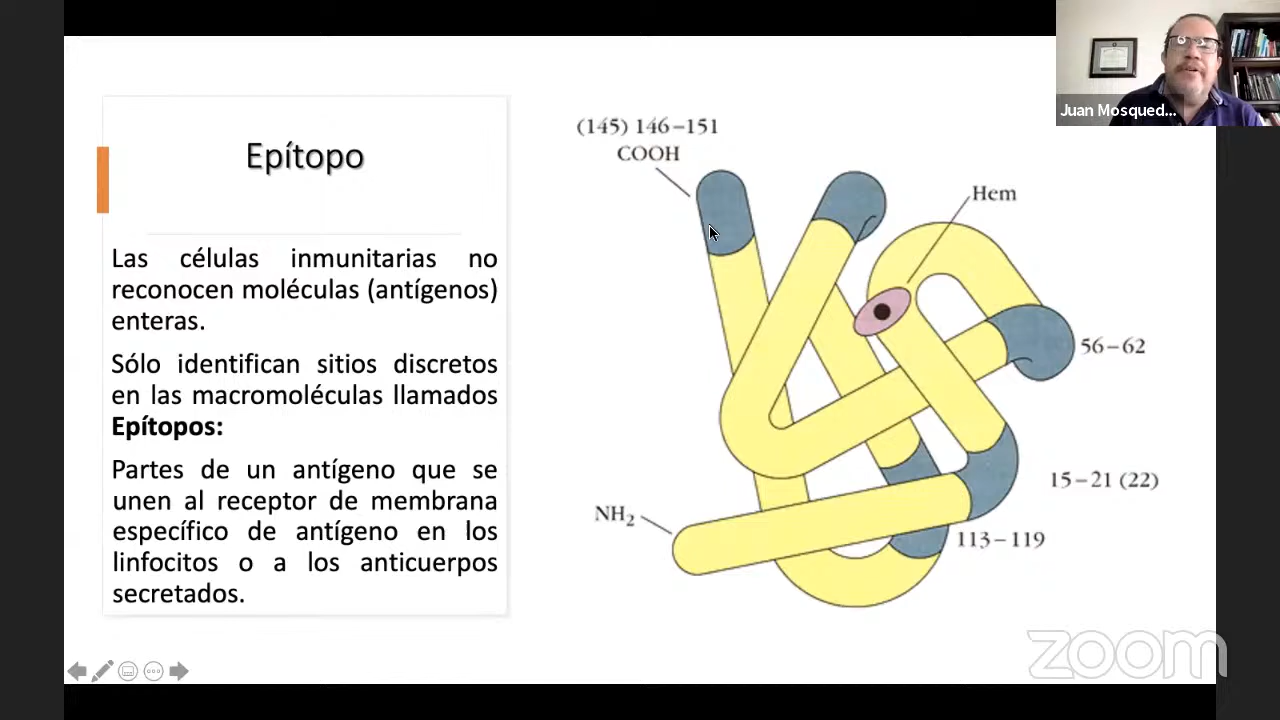 Epítopo
Las células inmunitarias no
reconocen moléculas (antígenos)
enteras.
Sólo identifican sitios discretos
en las macromoléculas llamados
Epítopos:
Partes de un antígeno que se
unen al receptor de membrana
específico de antígeno en los
linfocitos o a los anticuerpos
secretados.
(145) 146–151
COOH
Hem
56–62
15–21 (22)
NH2
113–119
Juan Mosqued...
zoom